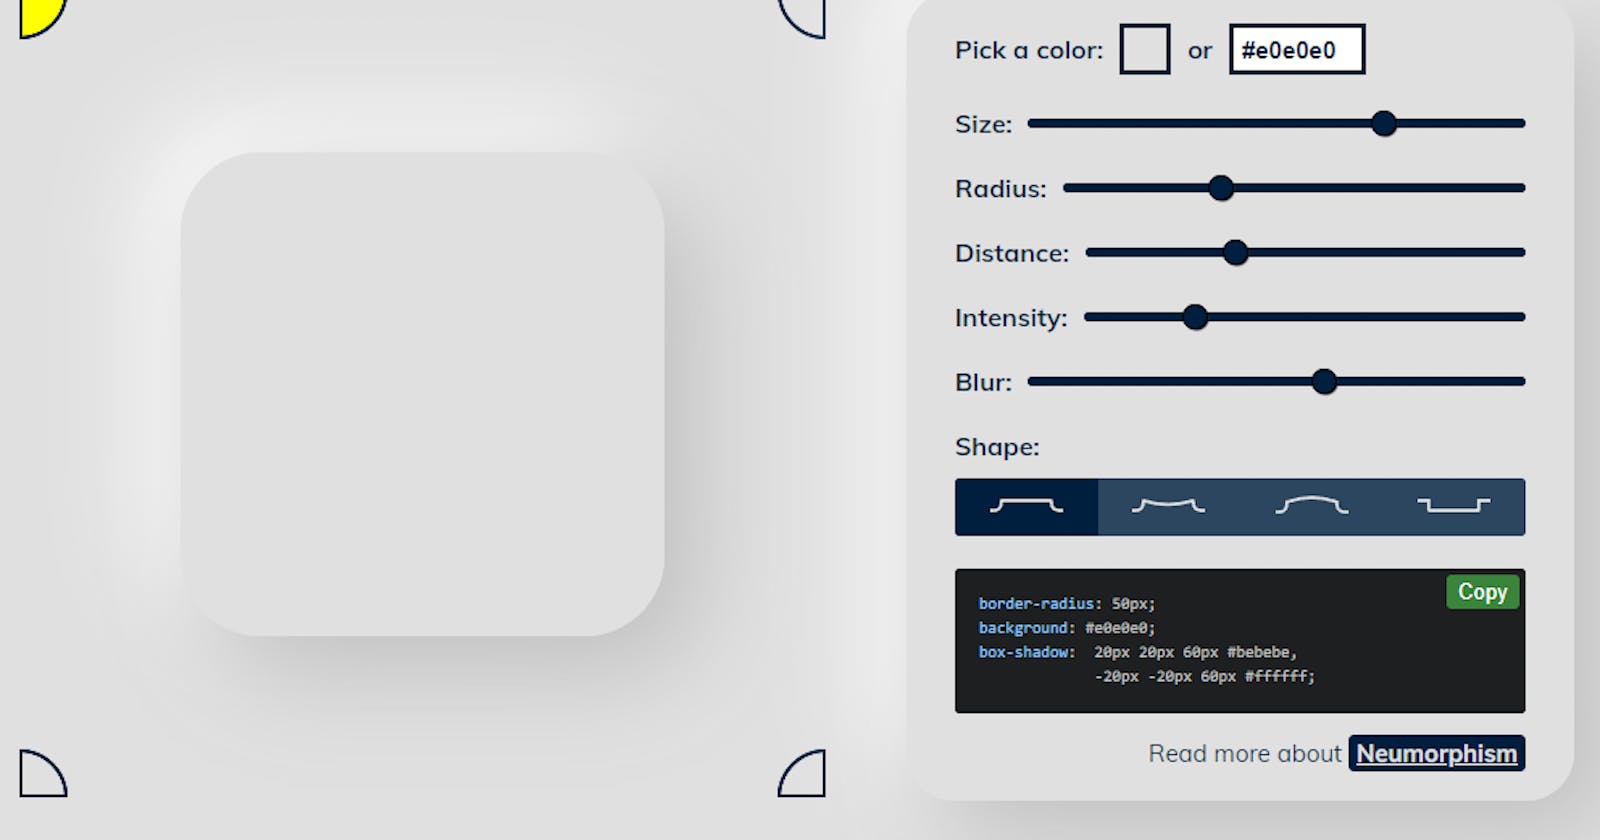 Pick a color: or #e0e0e0
Size:
Radius:
Distance:
Intensity:
Blur:
Shape:
Copy
border-radius: 50px;
background: #e0e0e0;
box-shadow: 20px 20px 60px #bebebe,
-20px -20px 60px #ffffff;
Read more about Neumorphism